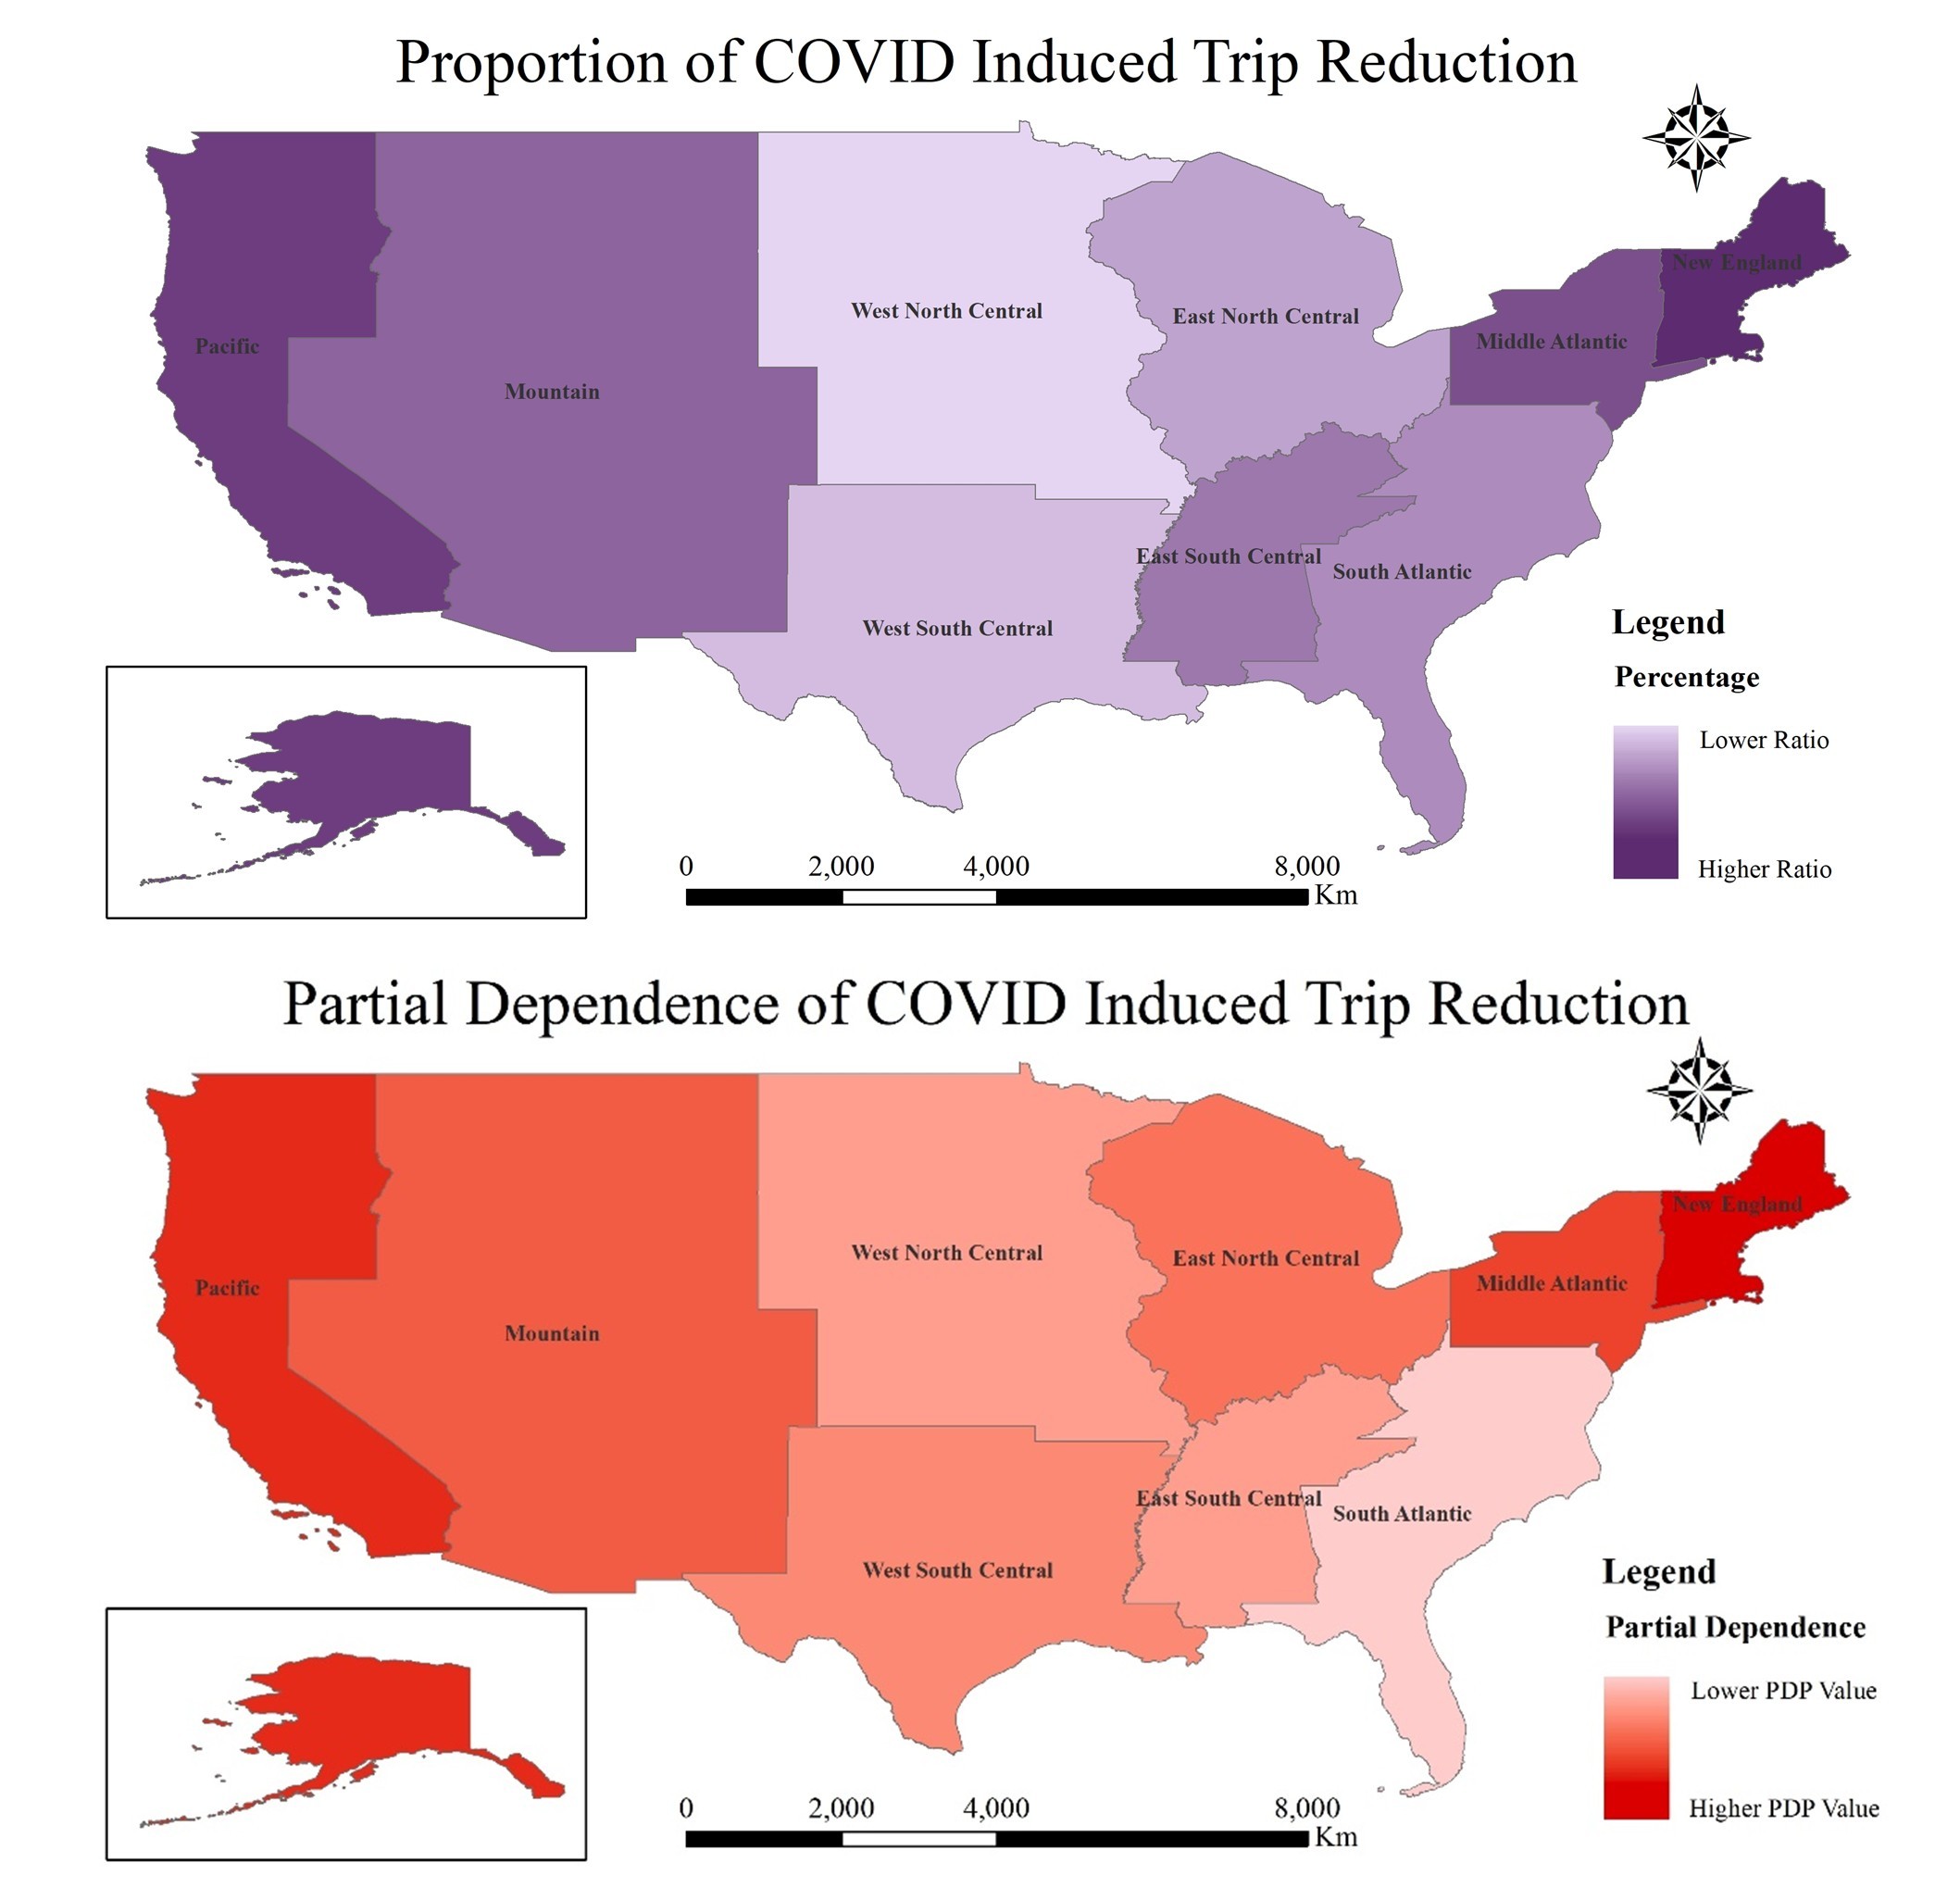 Proportion of COVID Induced Trip Reduction
New England
West North Central
East North Central
Middle Atlantic
Pacific
Mountain
East South Central
South Atlantic
West South Central
Legend
Percentage
Lower Ratio
Higher Ratio
0 2,000 4,000 8,000
Km
Partial Dependence of COVID Induced Trip Reduction
New England
West North Central
East North Central
Middle Atlantic
Pacific
Mountain
East South Central
South Atlantic
West South Central
Legend
Partial Dependence
Lower PDP Value
Higher PDP Value
0 2,000 4,000 8,000
Km